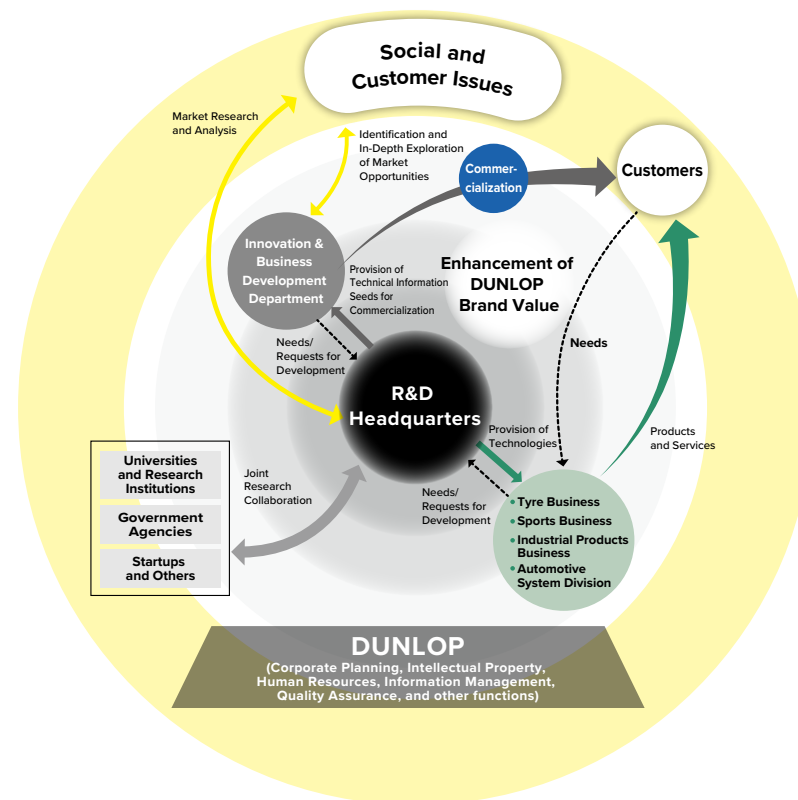 Social and
Customer Issues
Market Research
and Analysis
Identification and
In-Depth Exploration
of Market
Opportunities
Commer-
cialization
Customers
Innovation &
Business
Development
Department
Provision of
Technical Information
Seeds for
Commercialization
Enhancement of
DUNLOP
Brand Value
Needs/
Requests for
Development
Needs
R&D
Headquarters
Provision of
Technologies
Products
and Services
Universities
and Research
Institutions
Government
Agencies
Startups
and Others
Joint
Research
Collaboration
Needs/
Requests for
Development
• Tyre Business
• Sports Business
• Industrial Products
Business
• Automotive
System Division
DUNLOP
(Corporate Planning, Intellectual Property,
Human Resources, Information Management,
Quality Assurance, and other functions)